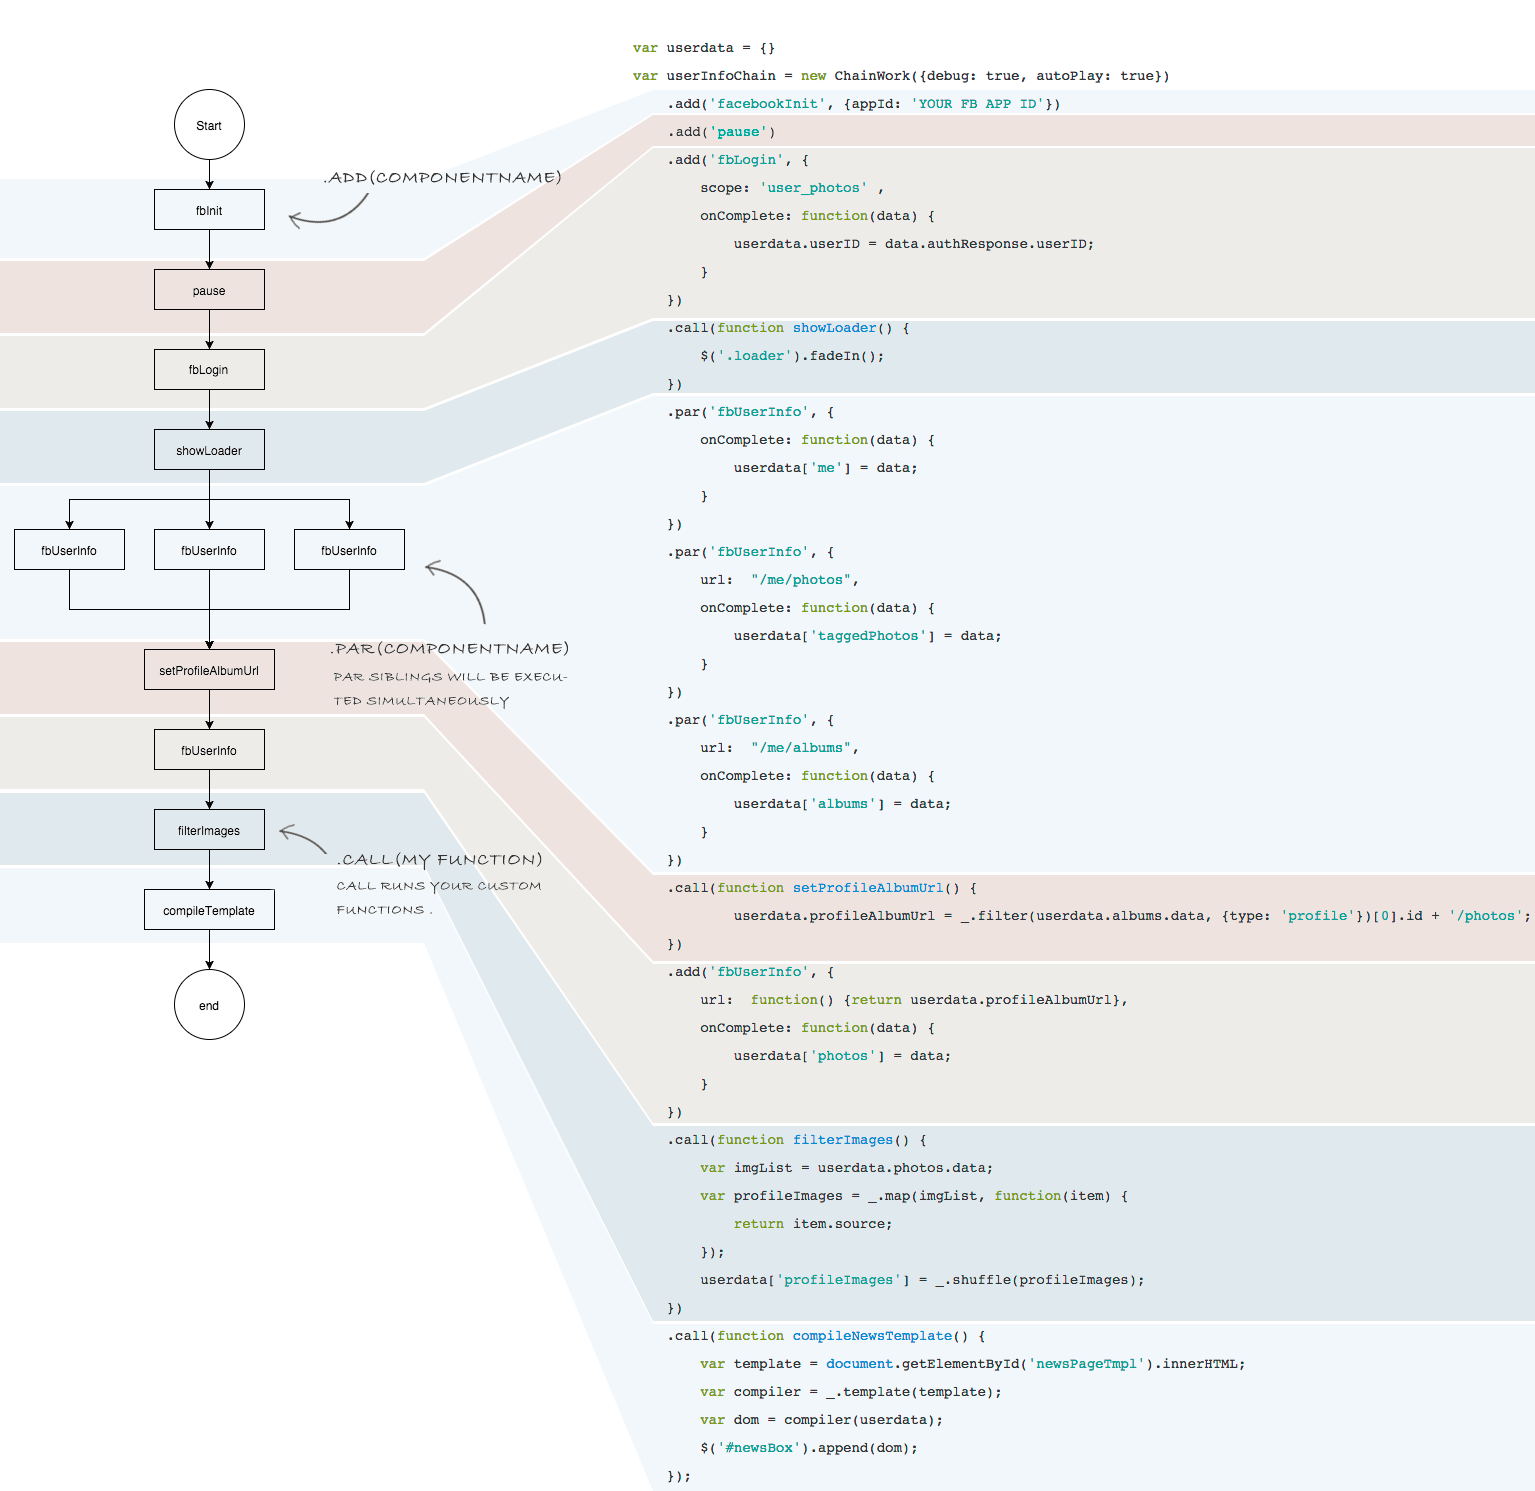 Start
fbInit
pause
fbLogin
showLoader
fbUserInfo fbUserInfo fbUserInfo
setProfileAlbumUrl
fbUserInfo
filterImages
compileTemplate
end
.ADD(COMPONENTNAME)
.PAR(COMPONENTNAME)
PAR SIBLINGS WILL BE EXECU-
TED SIMULTANEOUSLY
.CALL(MY FUNCTION)
CALL RUNS YOUR CUSTOM
FUNCTIONS .
var userdata = {}
var userInfoChain = new ChainWork({debug: true, autoPlay: true})
    .add('facebookInit', {appId: 'YOUR FB APP ID'})
    .add('pause')
    .add('fbLogin', {
        scope: 'user_photos' ,
        onComplete: function(data) {
            userdata.userID = data.authResponse.userID;
        }
    })
    .call(function showLoader() {
        $('.loader').fadeIn();
    })
    .par('fbUserInfo', {
        onComplete: function(data) {
            userdata['me'] = data;
        }
    })
    .par('fbUserInfo', {
        url:  "/me/photos",
        onComplete: function(data) {
            userdata['taggedPhotos'] = data;
        }
    })
    .par('fbUserInfo', {
        url:  "/me/albums",
        onComplete: function(data) {
            userdata['albums'] = data;
        }
    })
    .call(function setProfileAlbumUrl() {
            userdata.profileAlbumUrl = _.filter(userdata.albums.data, {type: 'profile'})[0].id + '/photos';
    })
    .add('fbUserInfo', {
        url:  function() {return userdata.profileAlbumUrl},
        onComplete: function(data) {
            userdata['photos'] = data;
        }
    })
    .call(function filterImages() {
        var imgList = userdata.photos.data;
        var profileImages = _.map(imgList, function(item) {
            return item.source;
        });
        userdata['profileImages'] = _.shuffle(profileImages);
    })
    .call(function compileNewsTemplate() {
        var template = document.getElementById('newsPageTmpl').innerHTML;
        var compiler = _.template(template);
        var dom = compiler(userdata);
        $('#newsBox').append(dom);
    });